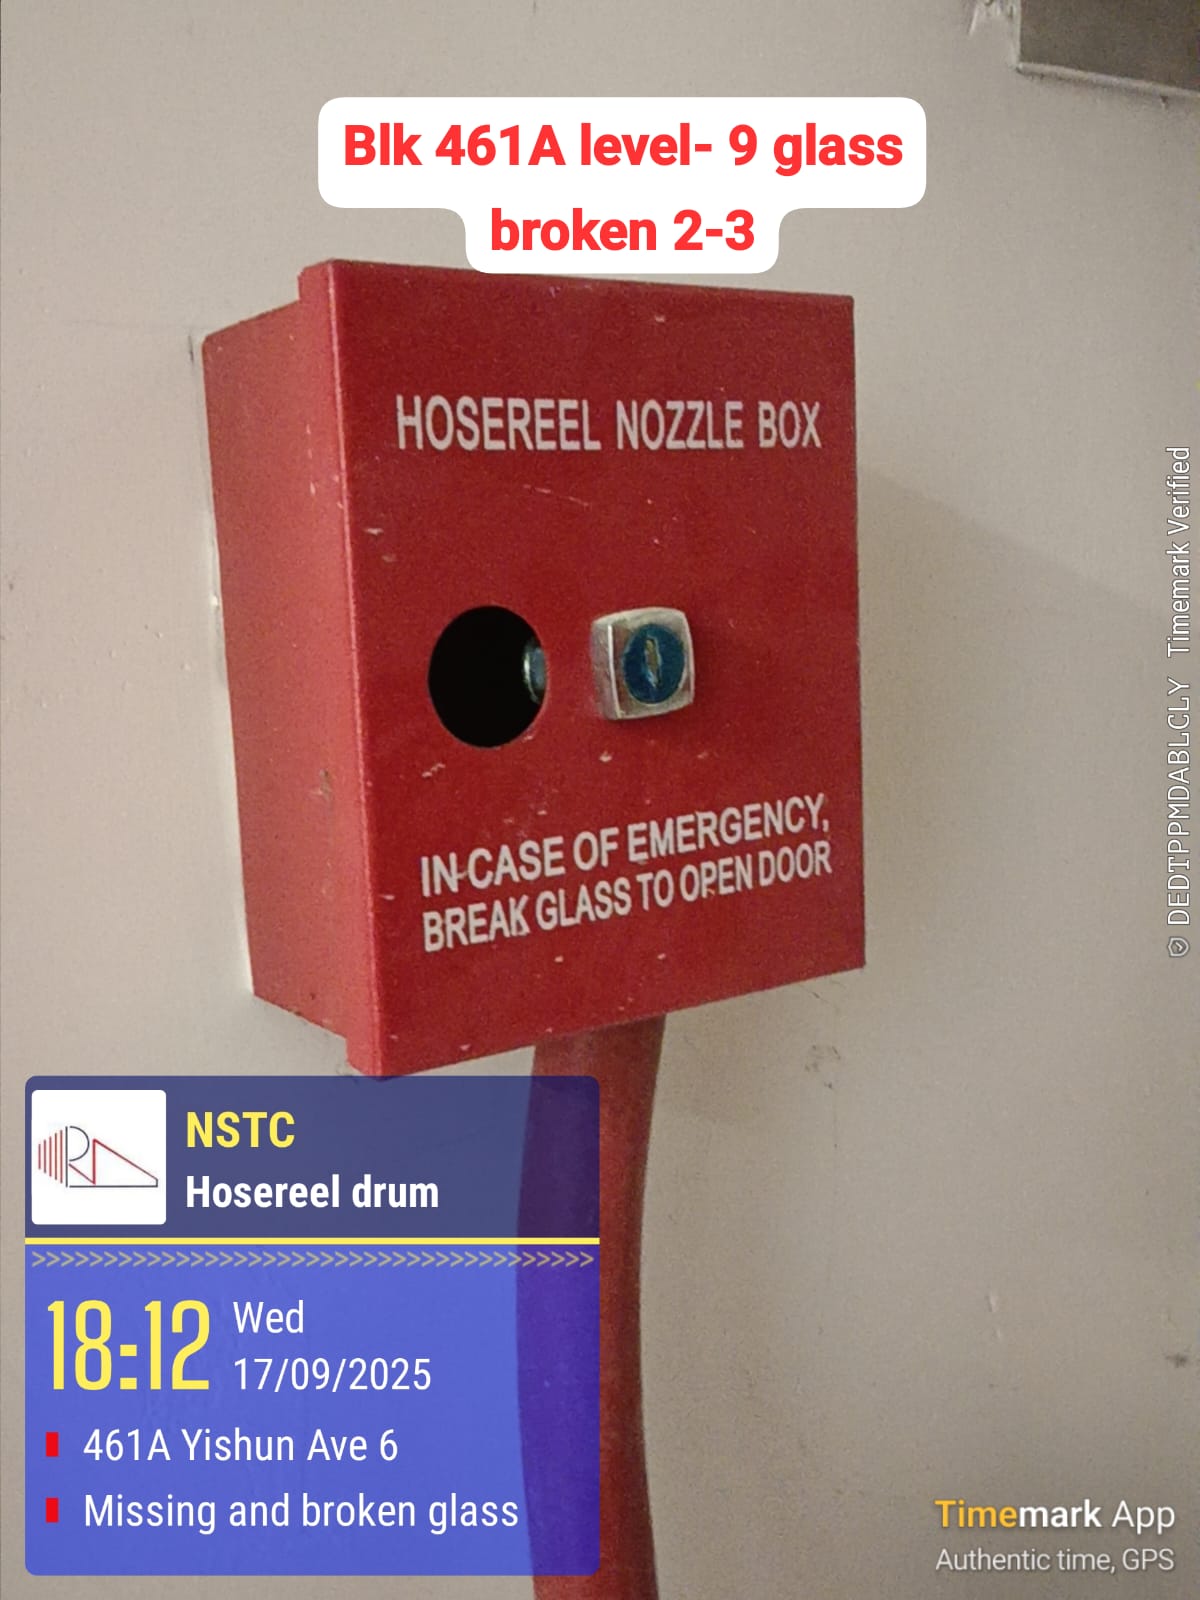 Blk 461A level- 9 glass
broken 2-3
HOSEREEL NOZZLE BOX
IN CASE OF EMERGENCY,
BREAK GLASS TO OPEN DOOR
NSTC
Hosereel drum
>>>>>>>>>>>>>>>>>>>>>>>>>>>>>>>>>>>>>>>
18:12
Wed
17/09/2025
461A Yishun Ave 6
Missing and broken glass
Timemark App
Authentic time, GPS
DEDIPPMDABLCLY Timemark Verified